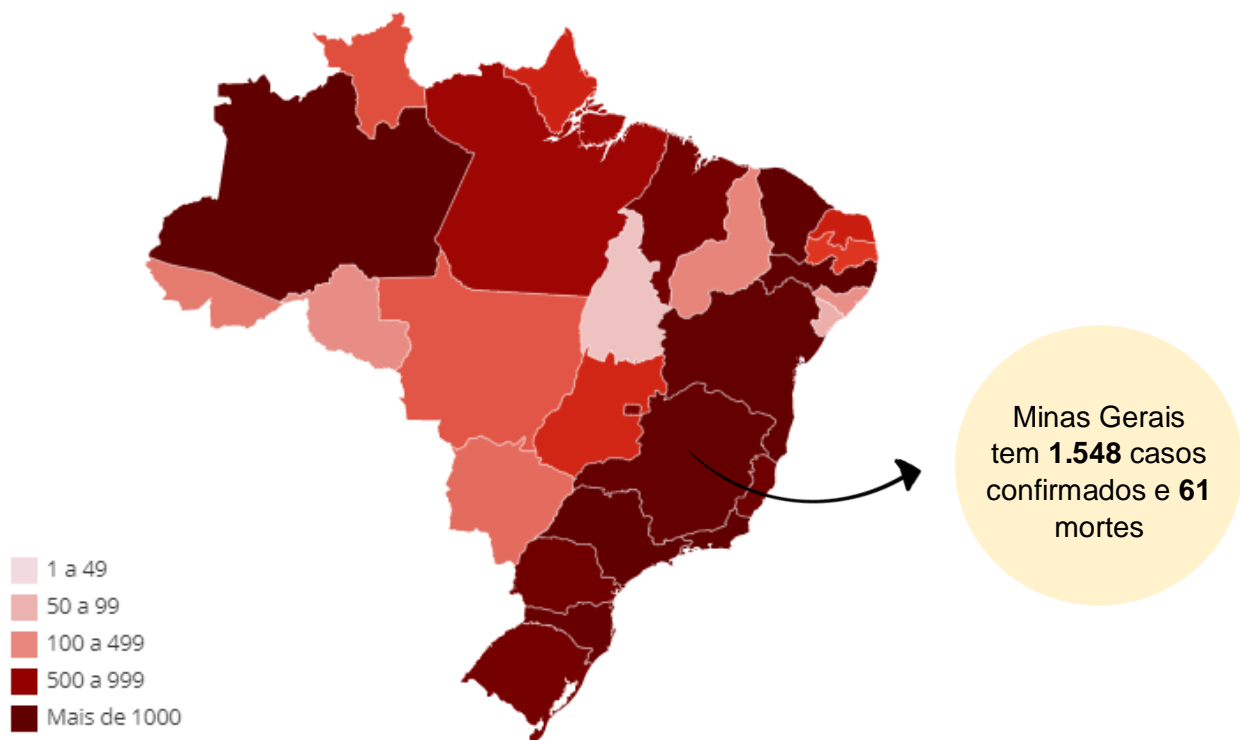 Minas Gerais
tem 1.548 casos
confirmados e 61
mortes
1 a 49
50 a 99
100 a 499
500 a 999
Mais de 1000